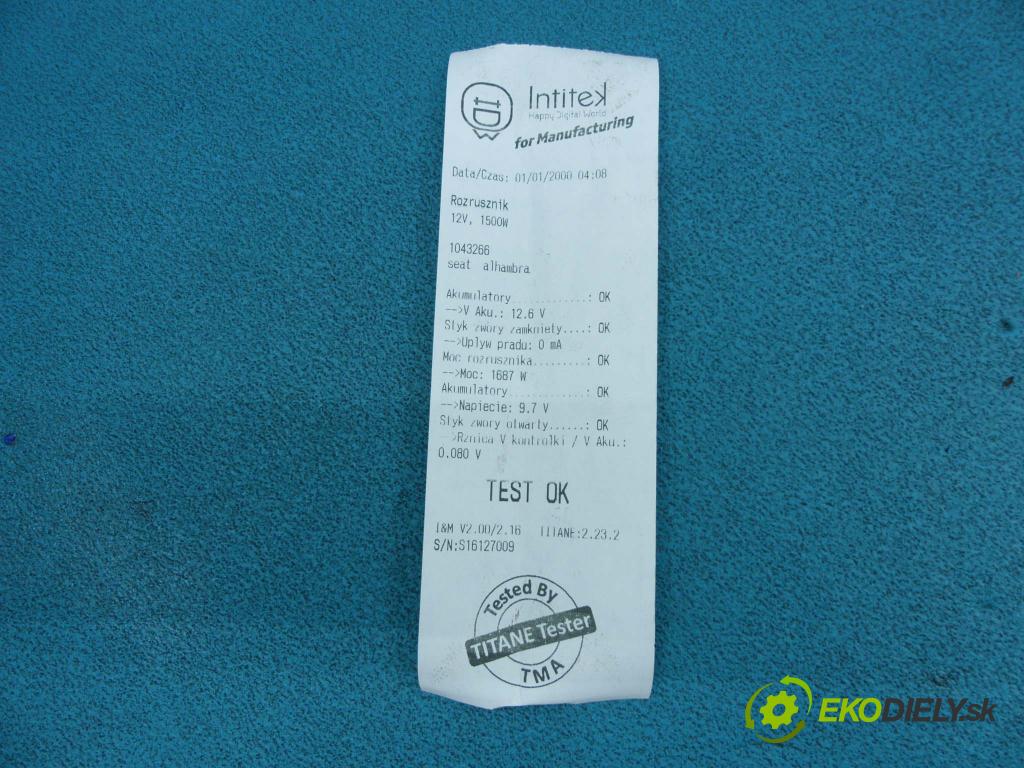 Intitek
Happy Digital World
for Manufacturing
Data/Czas: 01/01/2000 04:08
Rozrusznik
12V, 1500W
1043266
seat alhambra
Akumulatory............: OK
-->V Aku.: 12.6 V
Styk zwory zamkniety....: OK
-->Uplyw pradu: 0 mA
Moc rozrusznika.........: OK
-->Moc: 1687 W
Akumulatory............: OK
-->Napiecie: 9.7 V
Styk zwory otwarty......: OK
-->Rznica V kontrolki / V Aku.:
0.080 V
TEST OK
I&M V2.00/2.16 TITANE:2.23.2
S/N:S16127009
Tested By
TITANE Tester
TMA
EKODIELY.sk